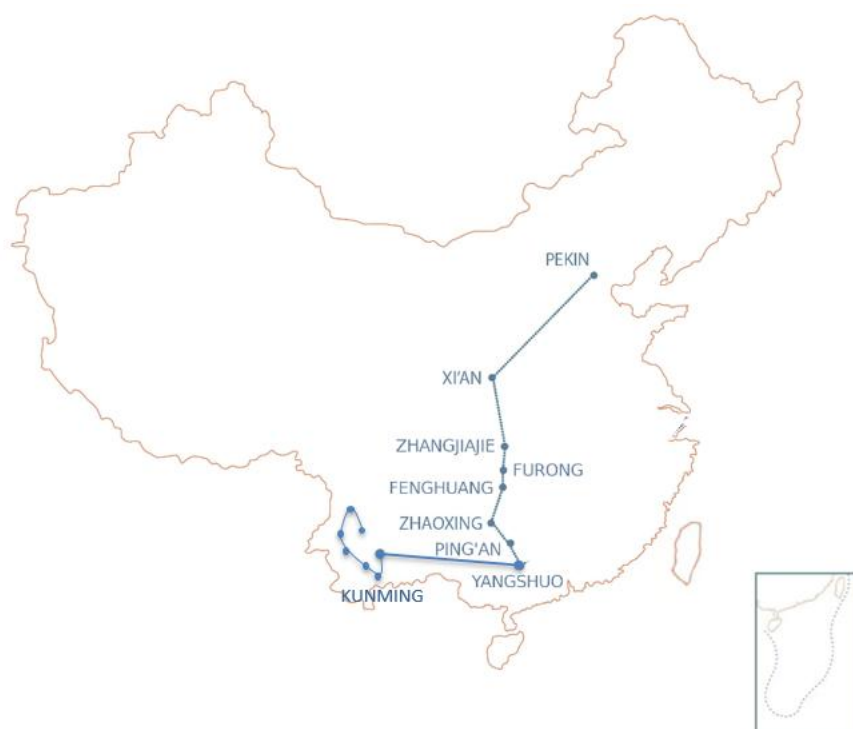 PEKIN
XI'AN
ZHANGJIAJIE
FURONG
FENGHUANG
ZHAOXING
PING'AN
YANGSHUO
KUNMING